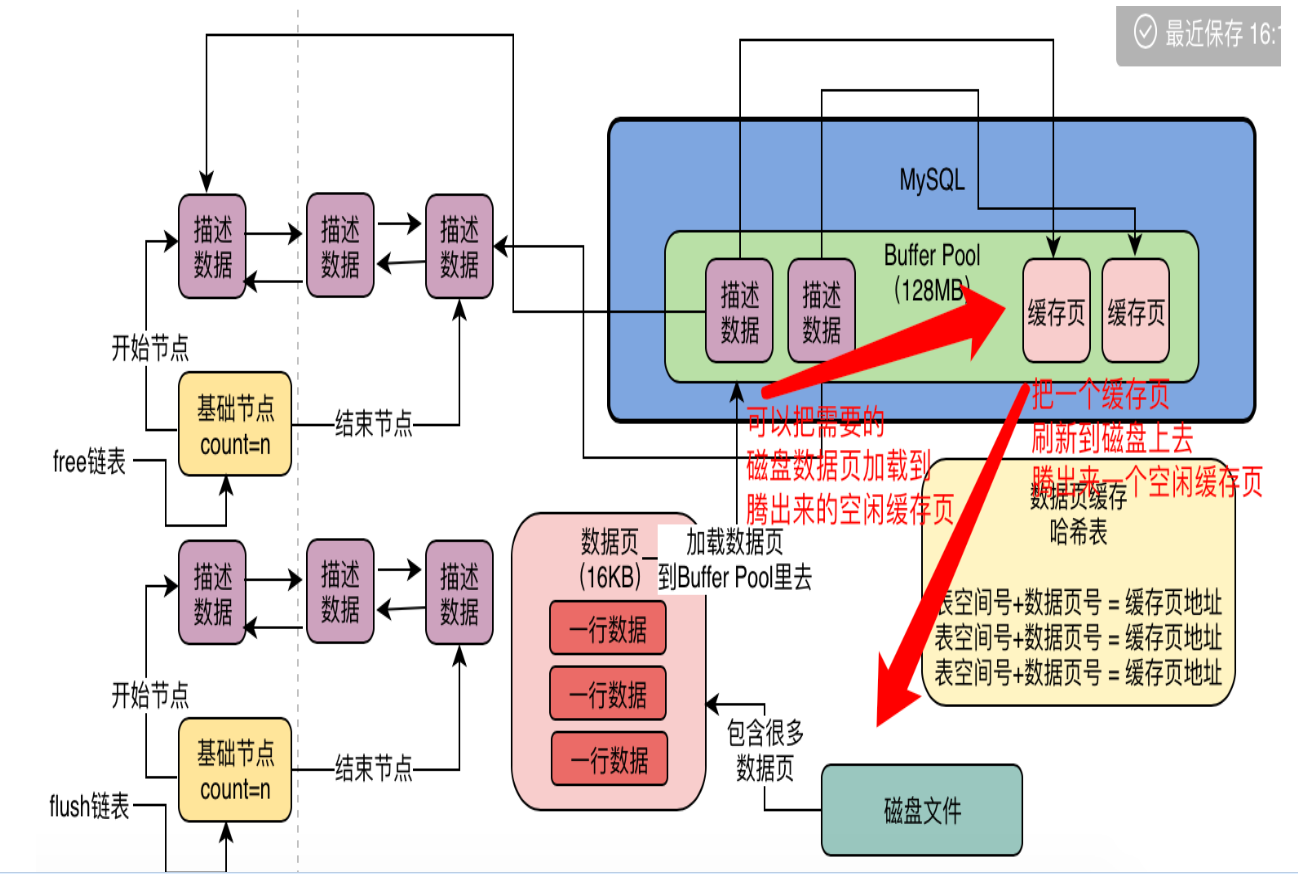 最近保存 16:1
MySQL
Buffer Pool
（128MB）
描述
数据
描述
数据
缓存页
缓存页
描述
数据
描述
数据
描述
数据
开始节点
基础节点
count=n
结束节点
free链表
可以把需要的
磁盘数据页加载到
腾出来的空闲缓存页
把一个缓存页
刷新到磁盘上去
腾出来一个空闲缓存页
数据页缓存
哈希表
表空间号+数据页号 = 缓存页地址
表空间号+数据页号 = 缓存页地址
表空间号+数据页号 = 缓存页地址
数据页
（16KB）
加载数据页
到Buffer Pool里去
一行数据
一行数据
一行数据
描述
数据
描述
数据
描述
数据
开始节点
基础节点
count=n
结束节点
flush链表
包含很多
数据页
磁盘文件